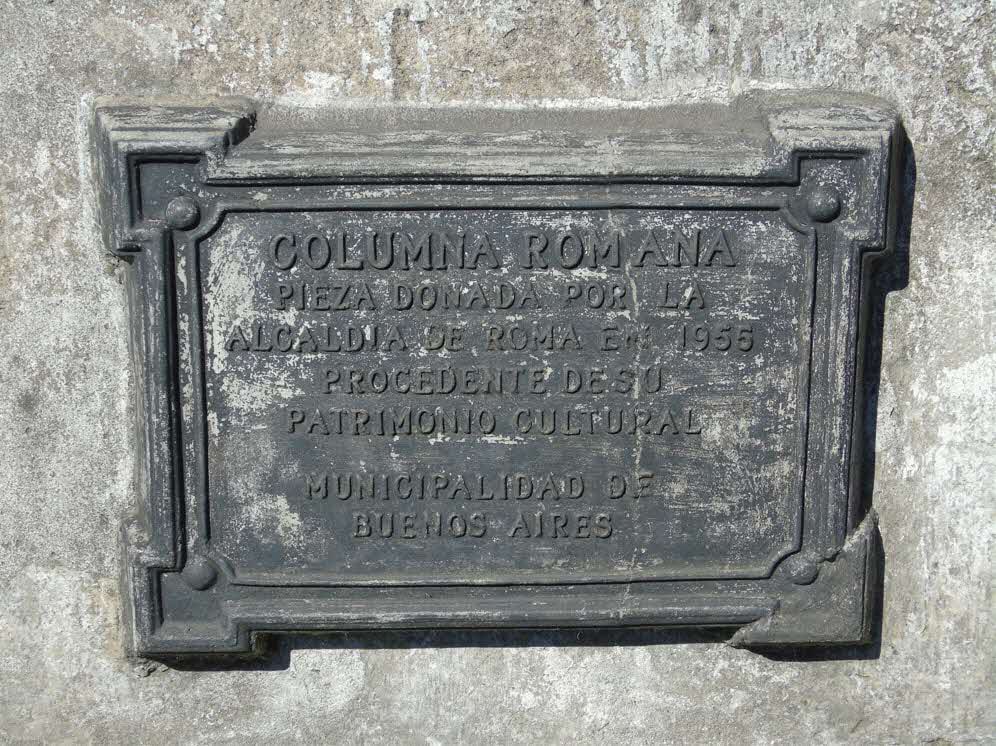 COLUMNA ROMANA
PIEZA DONADA POR LA
ALCALDIA DE ROMA EN 1955
PROCEDENTE DE SU
PATRIMONIO CULTURAL
MUNICIPALIDAD DE
BUENOS AIRES